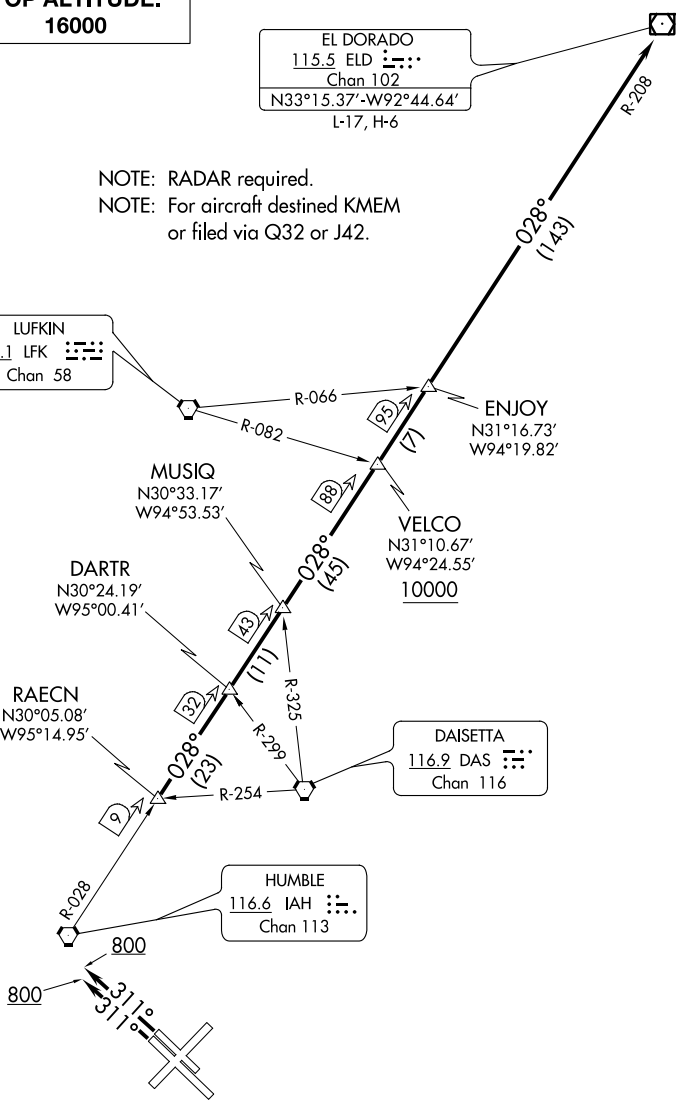 OP ALTITUDE:
16000
EL DORADO
115.5 ELD
Chan 102
N33°15.37'-W92°44.64'
L-17, H-6
R-208
NOTE: RADAR required.
NOTE: For aircraft destined KMEM
or filed via Q32 or J42.
028°
(143)
LUFKIN
.1 LFK
Chan 58
R-066
R-082
95
(7)
ENJOY
N31°16.73'
W94°19.82'
88
VELCO
N31°10.67'
W94°24.55'
10000
MUSIQ
N30°33.17'
W94°53.53'
028°
(45)
DARTR
N30°24.19'
W95°00.41'
43
(11)
32
R-325
R-299
RAECN
N30°05.08'
W95°14.95'
028°
(23)
R-254
9
DAISETTA
116.9 DAS
Chan 116
R-028
HUMBLE
116.6 IAH
Chan 113
800
800
311°
311°